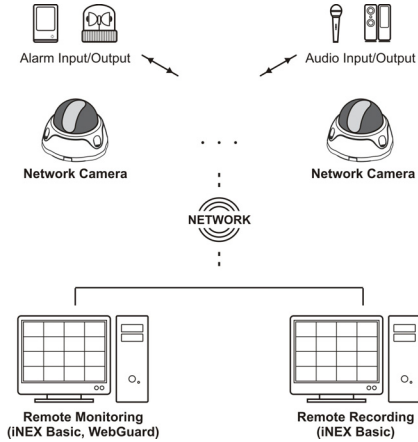 Alarm Input/Output
Audio Input/Output
Network Camera
Network Camera
NETWORK
Remote Monitoring
(iNEX Basic, WebGuard)
Remote Recording
(iNEX Basic)